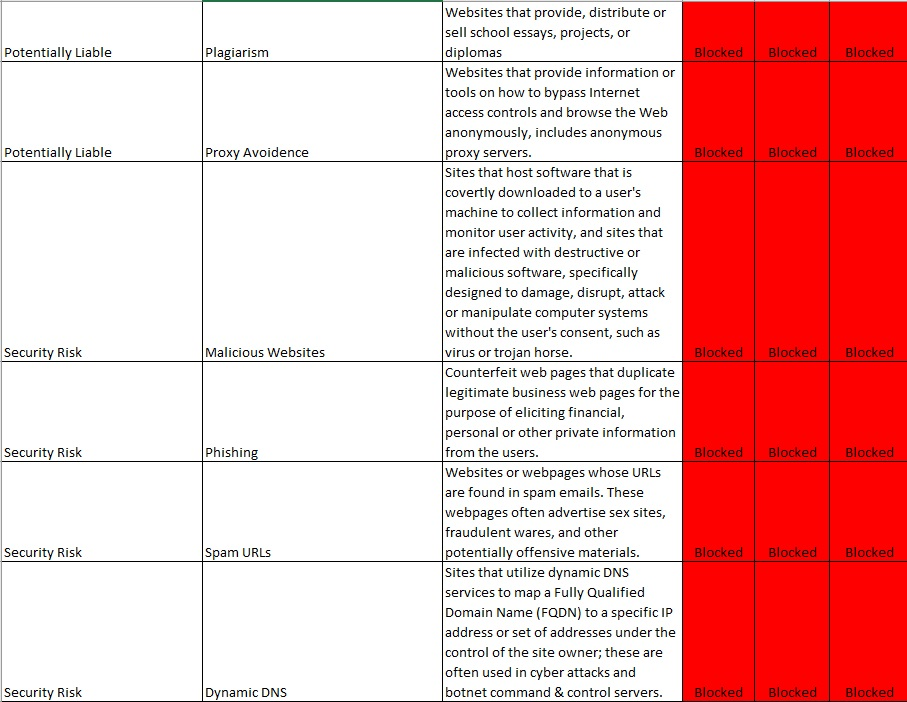 Websites that provide, distribute or
sell school essays, projects, or
Potentially Liable Plagiarism diplomas Blocked Blocked Blocked
Websites that provide information or
tools on how to bypass Internet
access controls and browse the Web
anonymously, includes anonymous
Potentially Liable Proxy Avoidence proxy servers. Blocked Blocked Blocked
Sites that host software that is
covertly downloaded to a user's
machine to collect information and
monitor user activity, and sites that
are infected with destructive or
malicious software, specifically
designed to damage, disrupt, attack
or manipulate computer systems
without the user's consent, such as
Security Risk Malicious Websites virus or trojan horse. Blocked Blocked Blocked
Counterfeit web pages that duplicate
legitimate business web pages for the
purpose of eliciting financial,
personal or other private information
Security Risk Phishing from the users. Blocked Blocked Blocked
Websites or webpages whose URLs
are found in spam emails. These
webpages often advertise sex sites,
fraudulent wares, and other
Security Risk Spam URLs potentially offensive materials. Blocked Blocked Blocked
Sites that utilize dynamic DNS
services to map a Fully Qualified
Domain Name (FQDN) to a specific IP
address or set of addresses under the
control of the site owner; these are
often used in cyber attacks and
Security Risk Dynamic DNS botnet command & control servers. Blocked Blocked Blocked